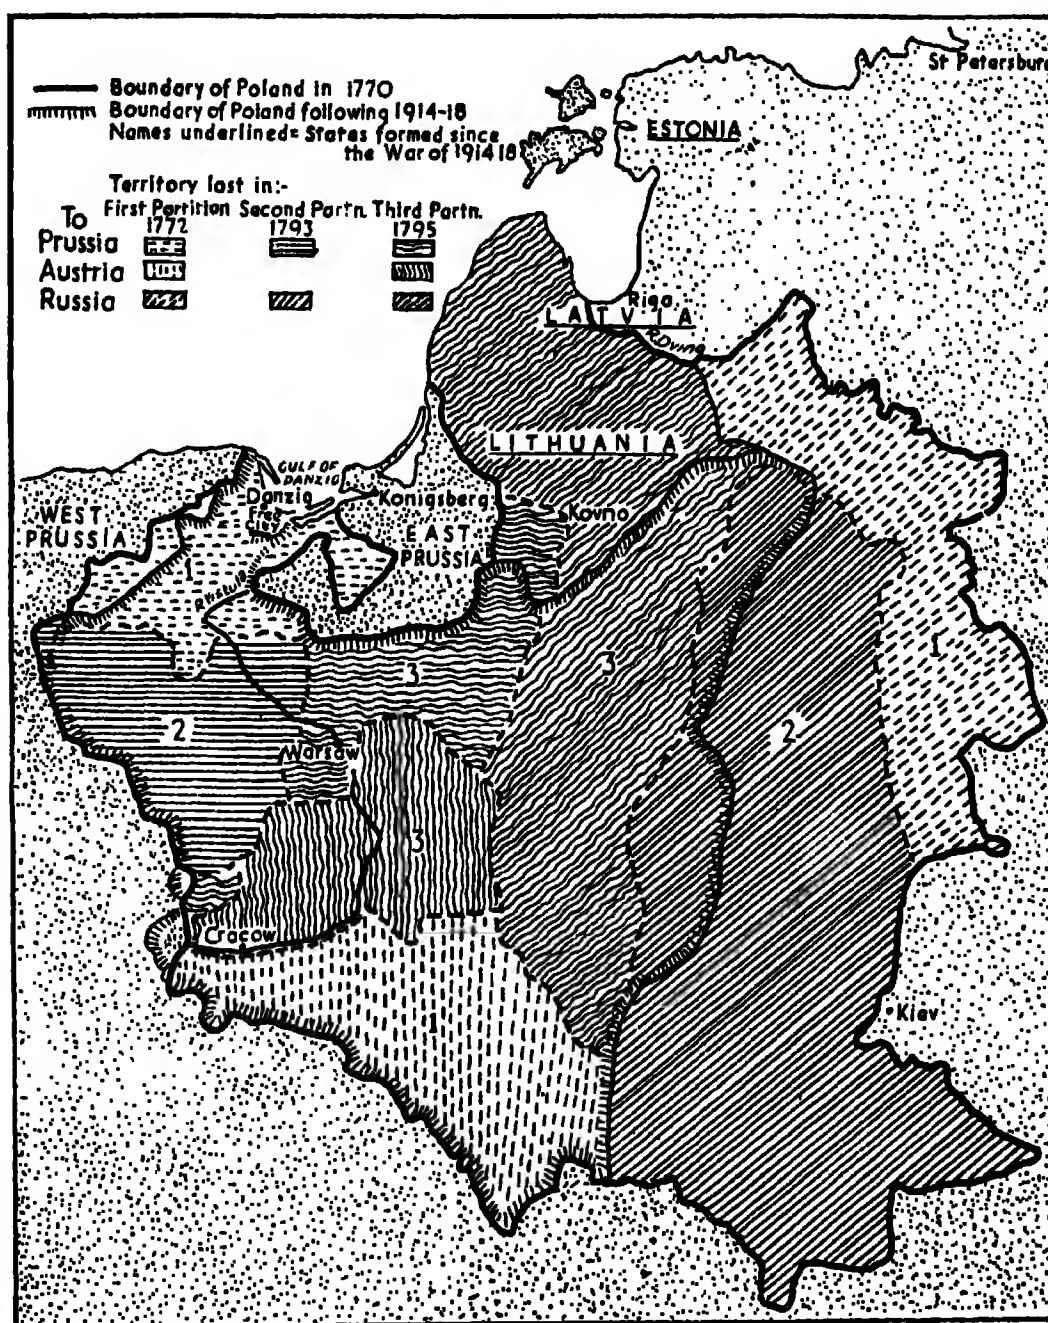 Boundary of Poland in 1770
Boundary of Poland following 1914-18
Names underlined = States formed since
the War of 1914 18
Territory lost in:-
To First Partition Second Part'n Third Partn.
1772 1793 1795
Prussia
Austria
Russia
St Petersburg
ESTONIA
Riga
LATVIA
R. Dvina
LITHUANIA
GULF OF
DANZIG
Danzig
Free
City
Konigsberg
Kovno
WEST
PRUSSIA
EAST
PRUSSIA
1
R. Vistula
3
3
1
2
2
Warsaw
3
Cracow
1
Kiev